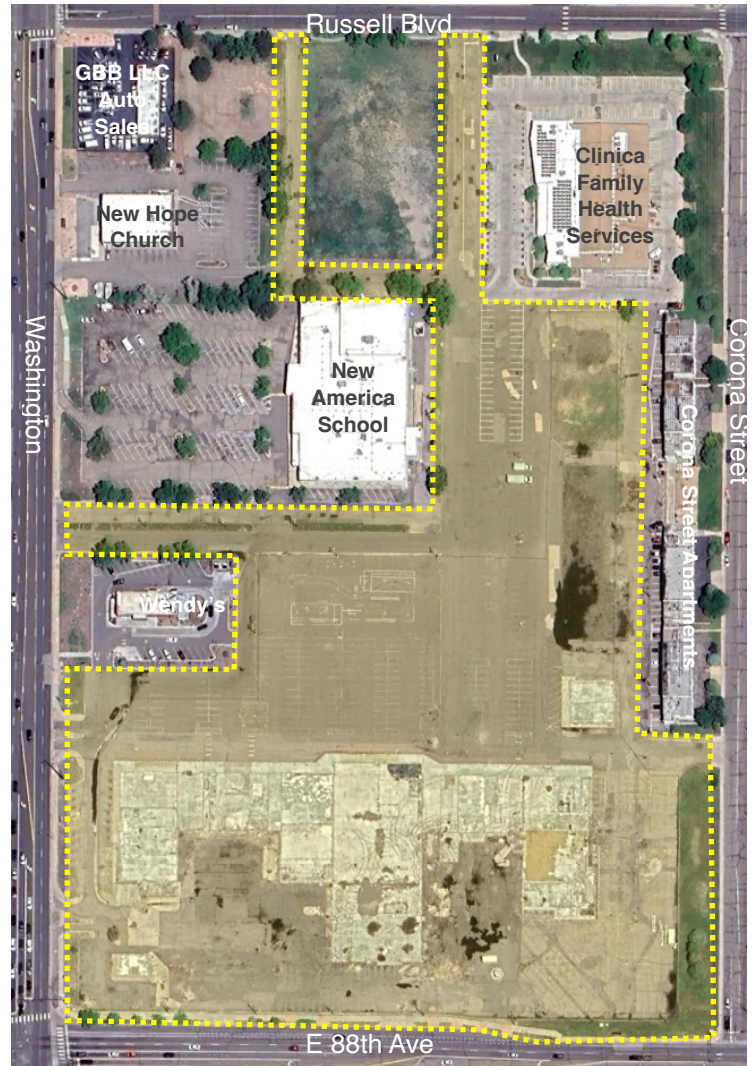 Russell Blvd
GBB LLC
Auto
Sales
Clinica
Family
Health
Services
New Hope
Church
Washington
Corona Street
New
America
School
Corona Street Apartments
Wendy's
E 88th Ave